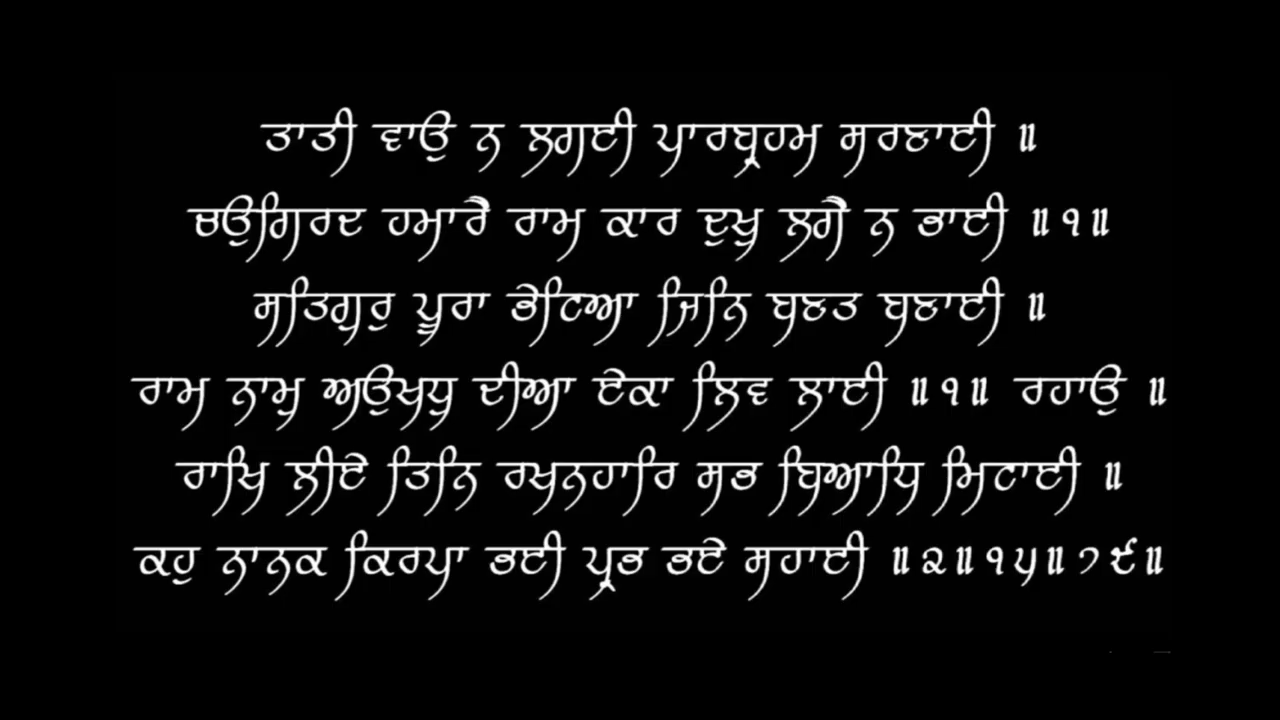 ਤਾਤੀ ਵਾਉ ਨ ਲਗਈ ਪਾਰਬ੍ਰਹਮ ਸਰਣਾਈ ॥
ਚਉਗਿਰਦ ਹਮਾਰੈ ਰਾਮ ਕਾਰ ਦੁਖੁ ਲਗੈ ਨ ਭਾਈ ॥੧॥
ਸਤਿਗੁਰੁ ਪੂਰਾ ਭੇਟਿਆ ਜਿਨਿ ਬਣਤ ਬਣਾਈ ॥
ਰਾਮ ਨਾਮੁ ਅਉਖਧੁ ਦੀਆ ਏਕਾ ਲਿਵ ਲਾਈ ॥੧॥ ਰਹਾਉ ॥
ਰਾਖਿ ਲੀਏ ਤਿਨਿ ਰਖਨਹਾਰਿ ਸਭ ਬਿਆਧਿ ਮਿਟਾਈ ॥
ਕਹੁ ਨਾਨਕ ਕਿਰਪਾ ਭਈ ਪ੍ਰਭ ਭਏ ਸਹਾਈ ॥੨॥੧੫॥੭੯॥